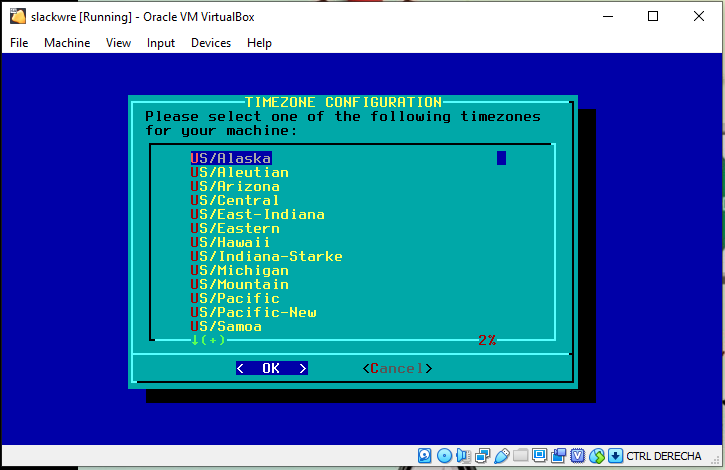 slackwre [Running] - Oracle VM VirtualBox
File Machine View Input Devices Help
TIMEZONE CONFIGURATION
Please select one of the following timezones
for your machine:
US/Alaska
US/Aleutian
US/Arizona
US/Central
US/East-Indiana
US/Eastern
US/Hawaii
US/Indiana-Starke
US/Michigan
US/Mountain
US/Pacific
US/Pacific-New
US/Samoa
↓(+) 2%
< OK > <Cancel>
CTRL DERECHA